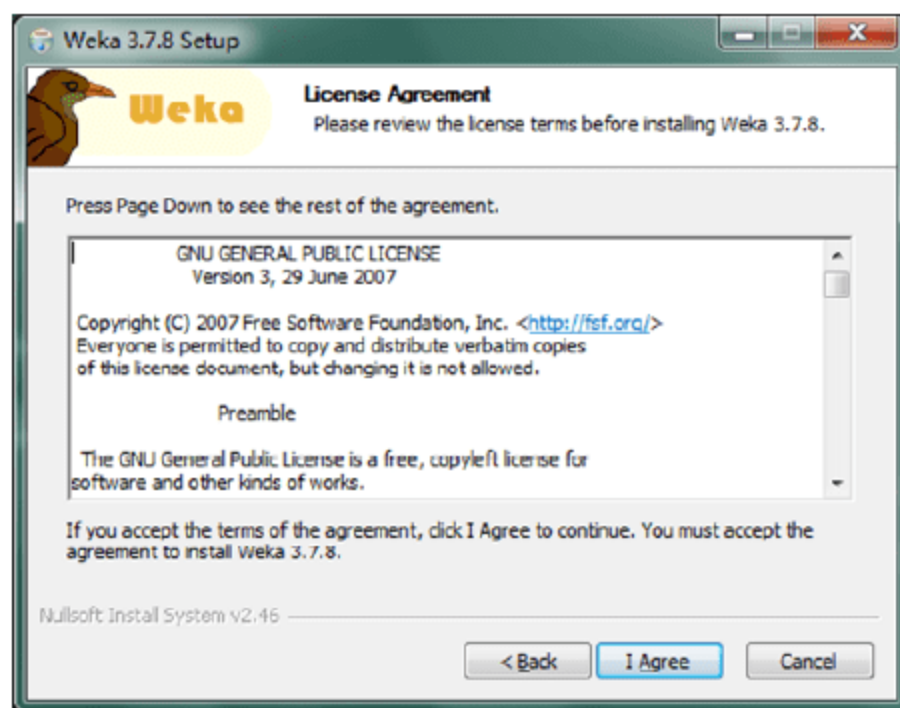 Weka 3.7.8 Setup
Weka
License Agreement
Please review the license terms before installing Weka 3.7.8.
Press Page Down to see the rest of the agreement.
GNU GENERAL PUBLIC LICENSE
Version 3, 29 June 2007
Copyright (C) 2007 Free Software Foundation, Inc. <http://fsf.org/>
Everyone is permitted to copy and distribute verbatim copies
of this license document, but changing it is not allowed.
Preamble
The GNU General Public License is a free, copyleft license for
software and other kinds of works.
If you accept the terms of the agreement, click I Agree to continue. You must accept the
agreement to install Weka 3.7.8.
Nullsoft Install System v2.46
< Back I Agree Cancel